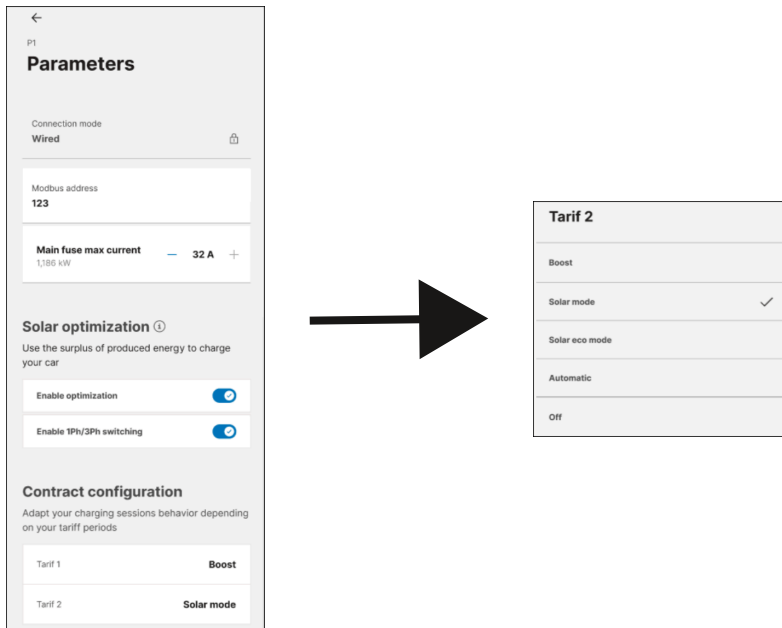 P1
Parameters
Connection mode
Wired
Modbus address
123
Main fuse max current
1,186 kW
32 A
Solar optimization
Use the surplus of produced energy to charge
your car
Enable optimization
Enable 1Ph/3Ph switching
Contract configuration
Adapt your charging sessions behavior depending
on your tariff periods
Tarif 1 Boost
Tarif 2 Solar mode
Tarif 2
Boost
Solar mode
Solar eco mode
Automatic
Off